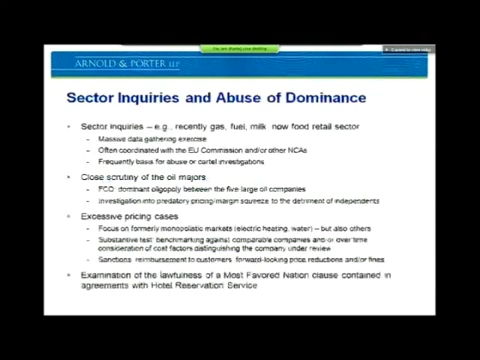 You are sharing your desktop
ARNOLD & PORTER LLP
Sector Inquiries and Abuse of Dominance
• Sector inquiries – e.g., recently gas, fuel, milk now food retail sector
– Massive data gathering exercise
– Often coordinated with the EU Commission and/or other NCAs
– Frequently basis for abuse or cartel investigations
• Close scrutiny of the oil majors
– FCO: dominant oligopoly between the five large oil companies
– Investigation into predatory pricing/margin squeeze to the detriment of independents
• Excessive pricing cases
– Focus on formerly monopolistic markets (electric heating, water) – but also others
– Substantive test: benchmarking against comparable companies and/or over time
consideration of cost factors distinguishing the company under review
– Sanctions: reimbursement to customers, forward-looking price reductions and/or fines
• Examination of the lawfulness of a Most Favored Nation clause contained in
agreements with Hotel Reservation Service